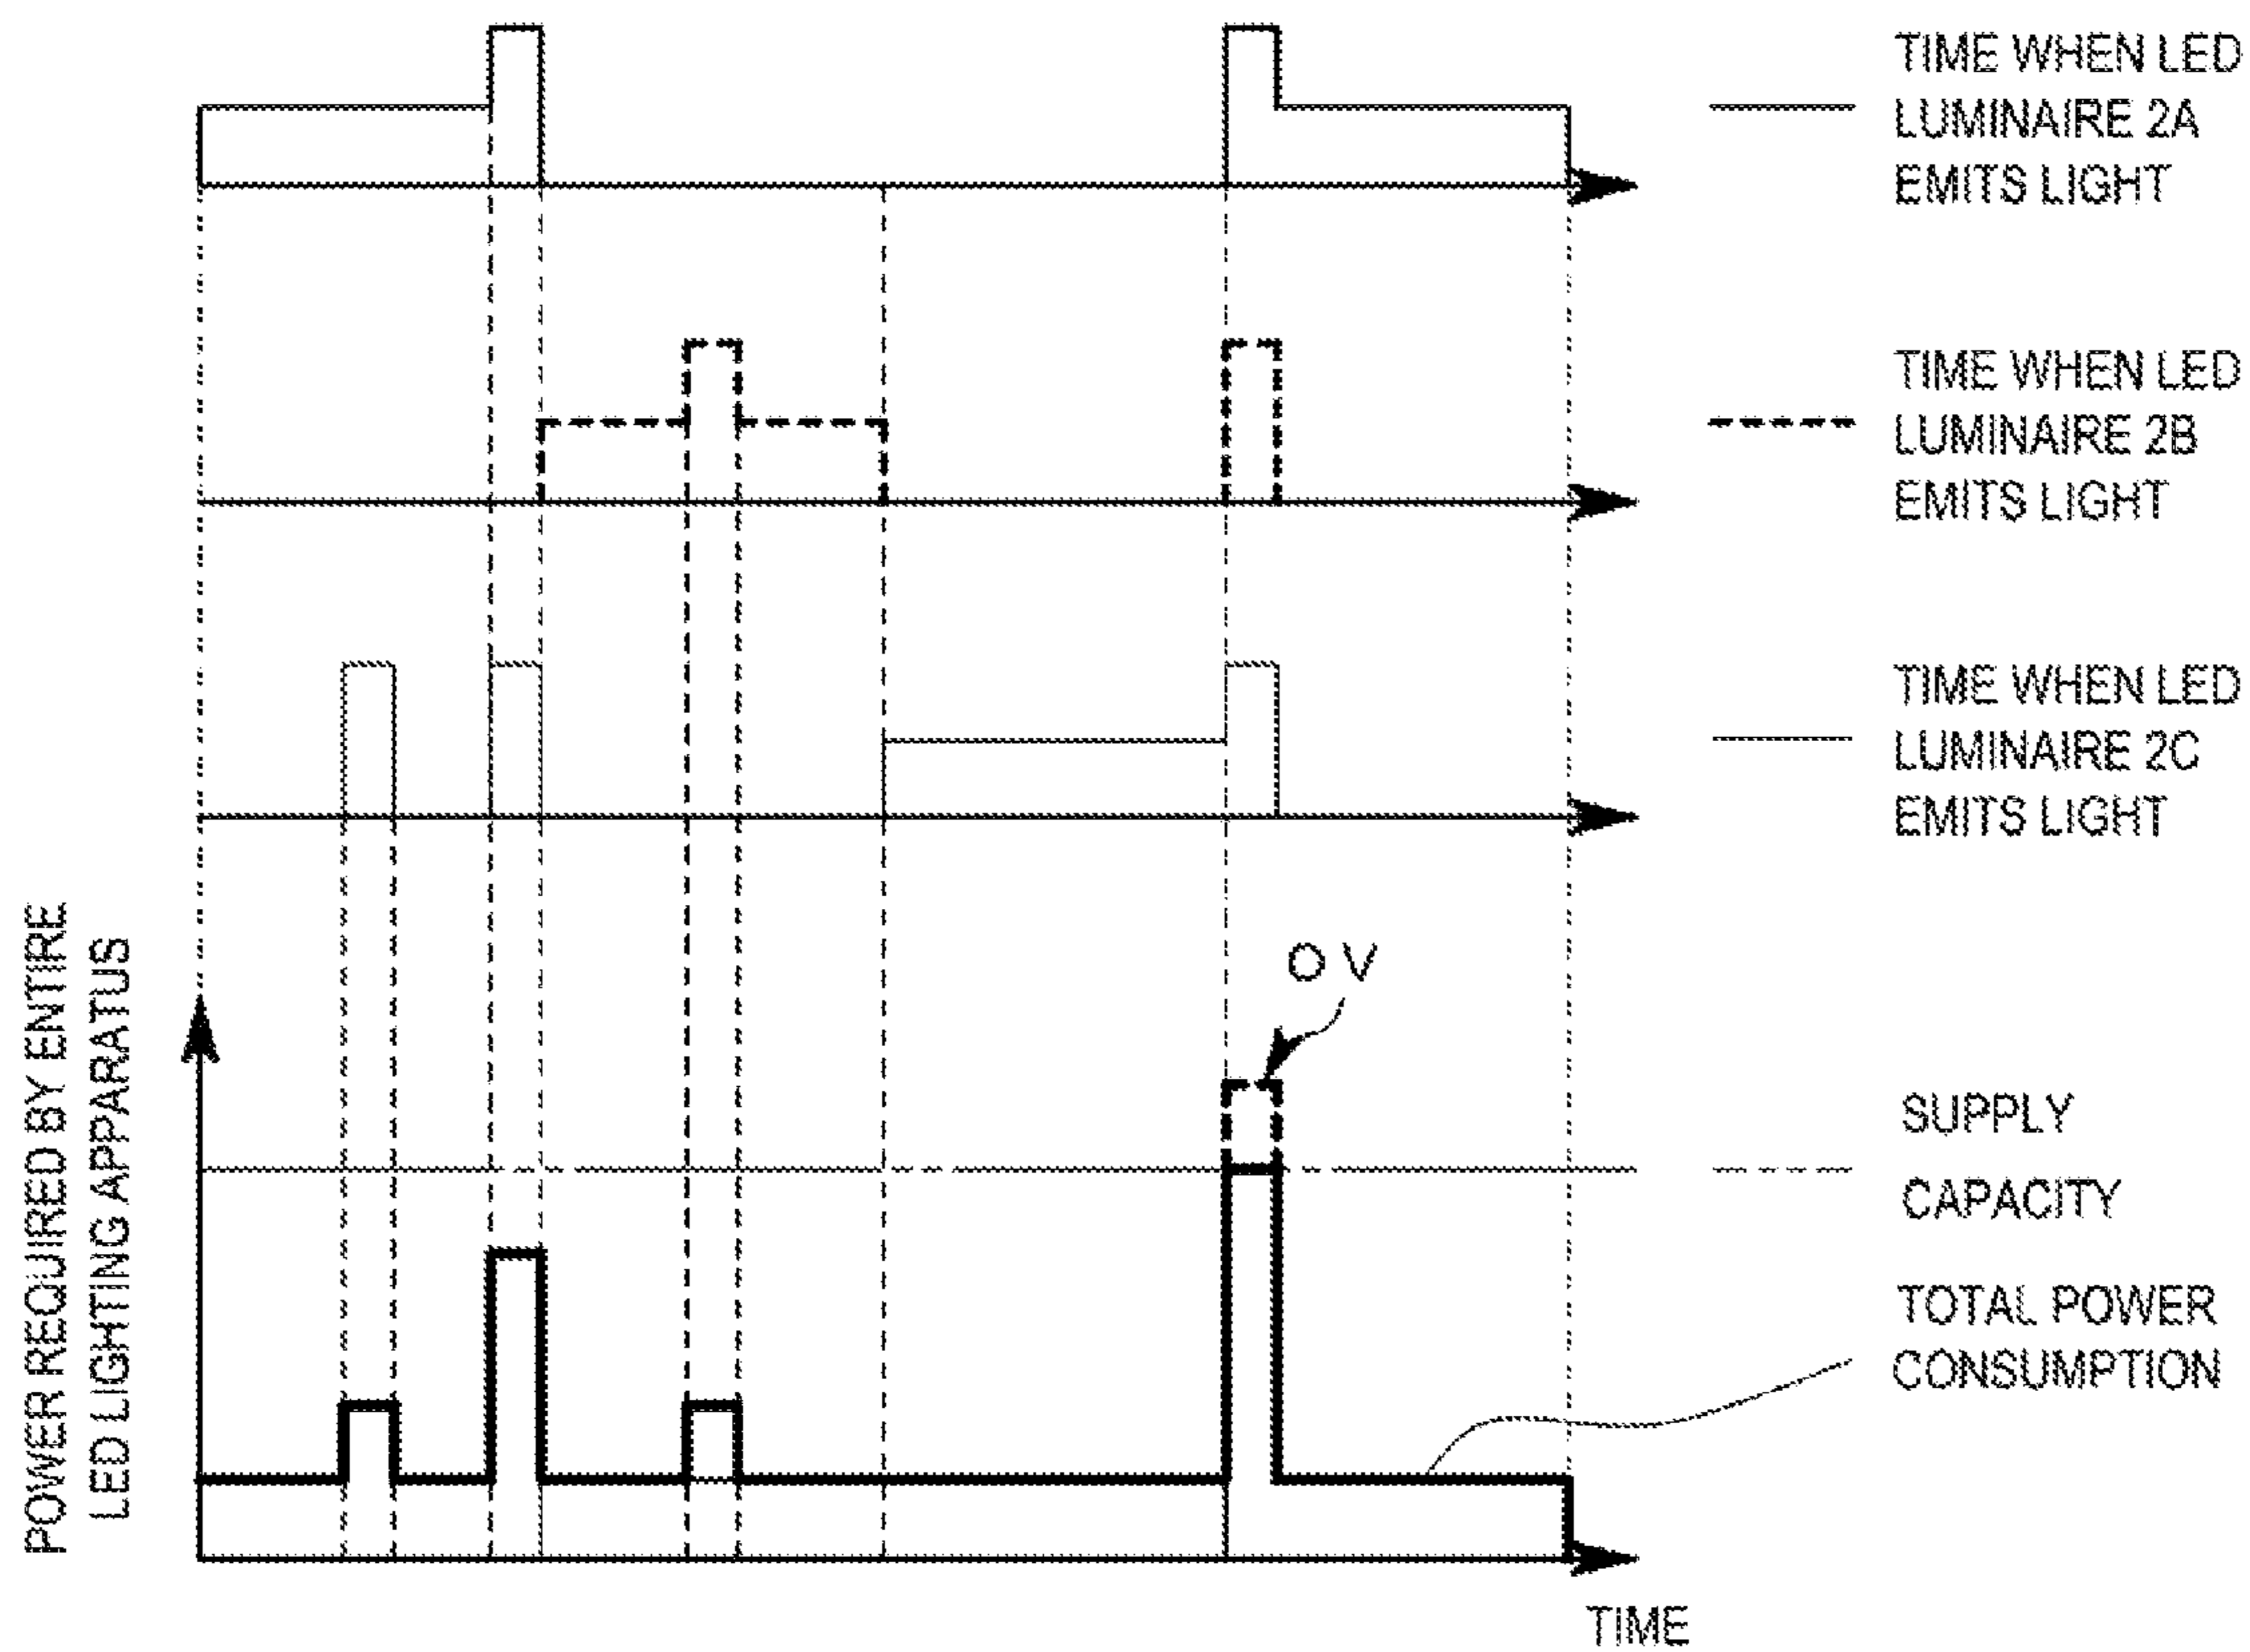 TIME WHEN LED
LUMINAIRE 2A
EMITS LIGHT
TIME WHEN LED
LUMINAIRE 2B
EMITS LIGHT
TIME WHEN LED
LUMINAIRE 2C
EMITS LIGHT
POWER REQUIRED BY ENTIRE
LED LIGHTING APPARATUS
O V
SUPPLY
CAPACITY
TOTAL POWER
CONSUMPTION
TIME